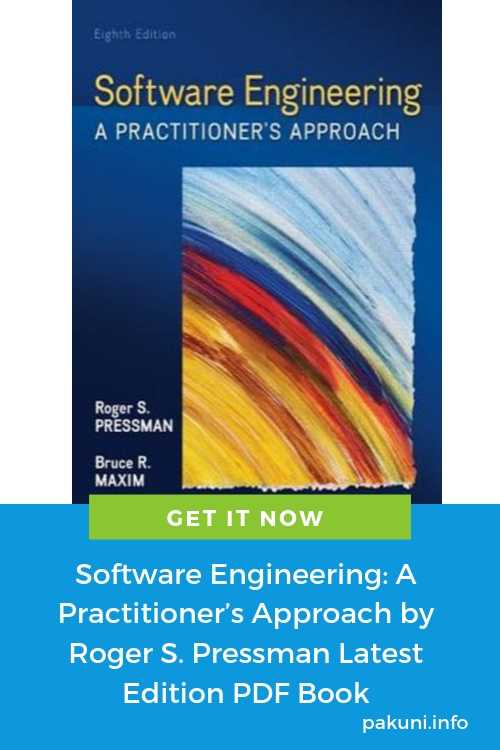 Eighth Edition
Software Engineering
A PRACTITIONER'S APPROACH
Roger S.
PRESSMAN
Bruce R.
MAXIM
GET IT NOW
Software Engineering: A
Practitioner’s Approach by
Roger S. Pressman Latest
Edition PDF Book
pakuni.info